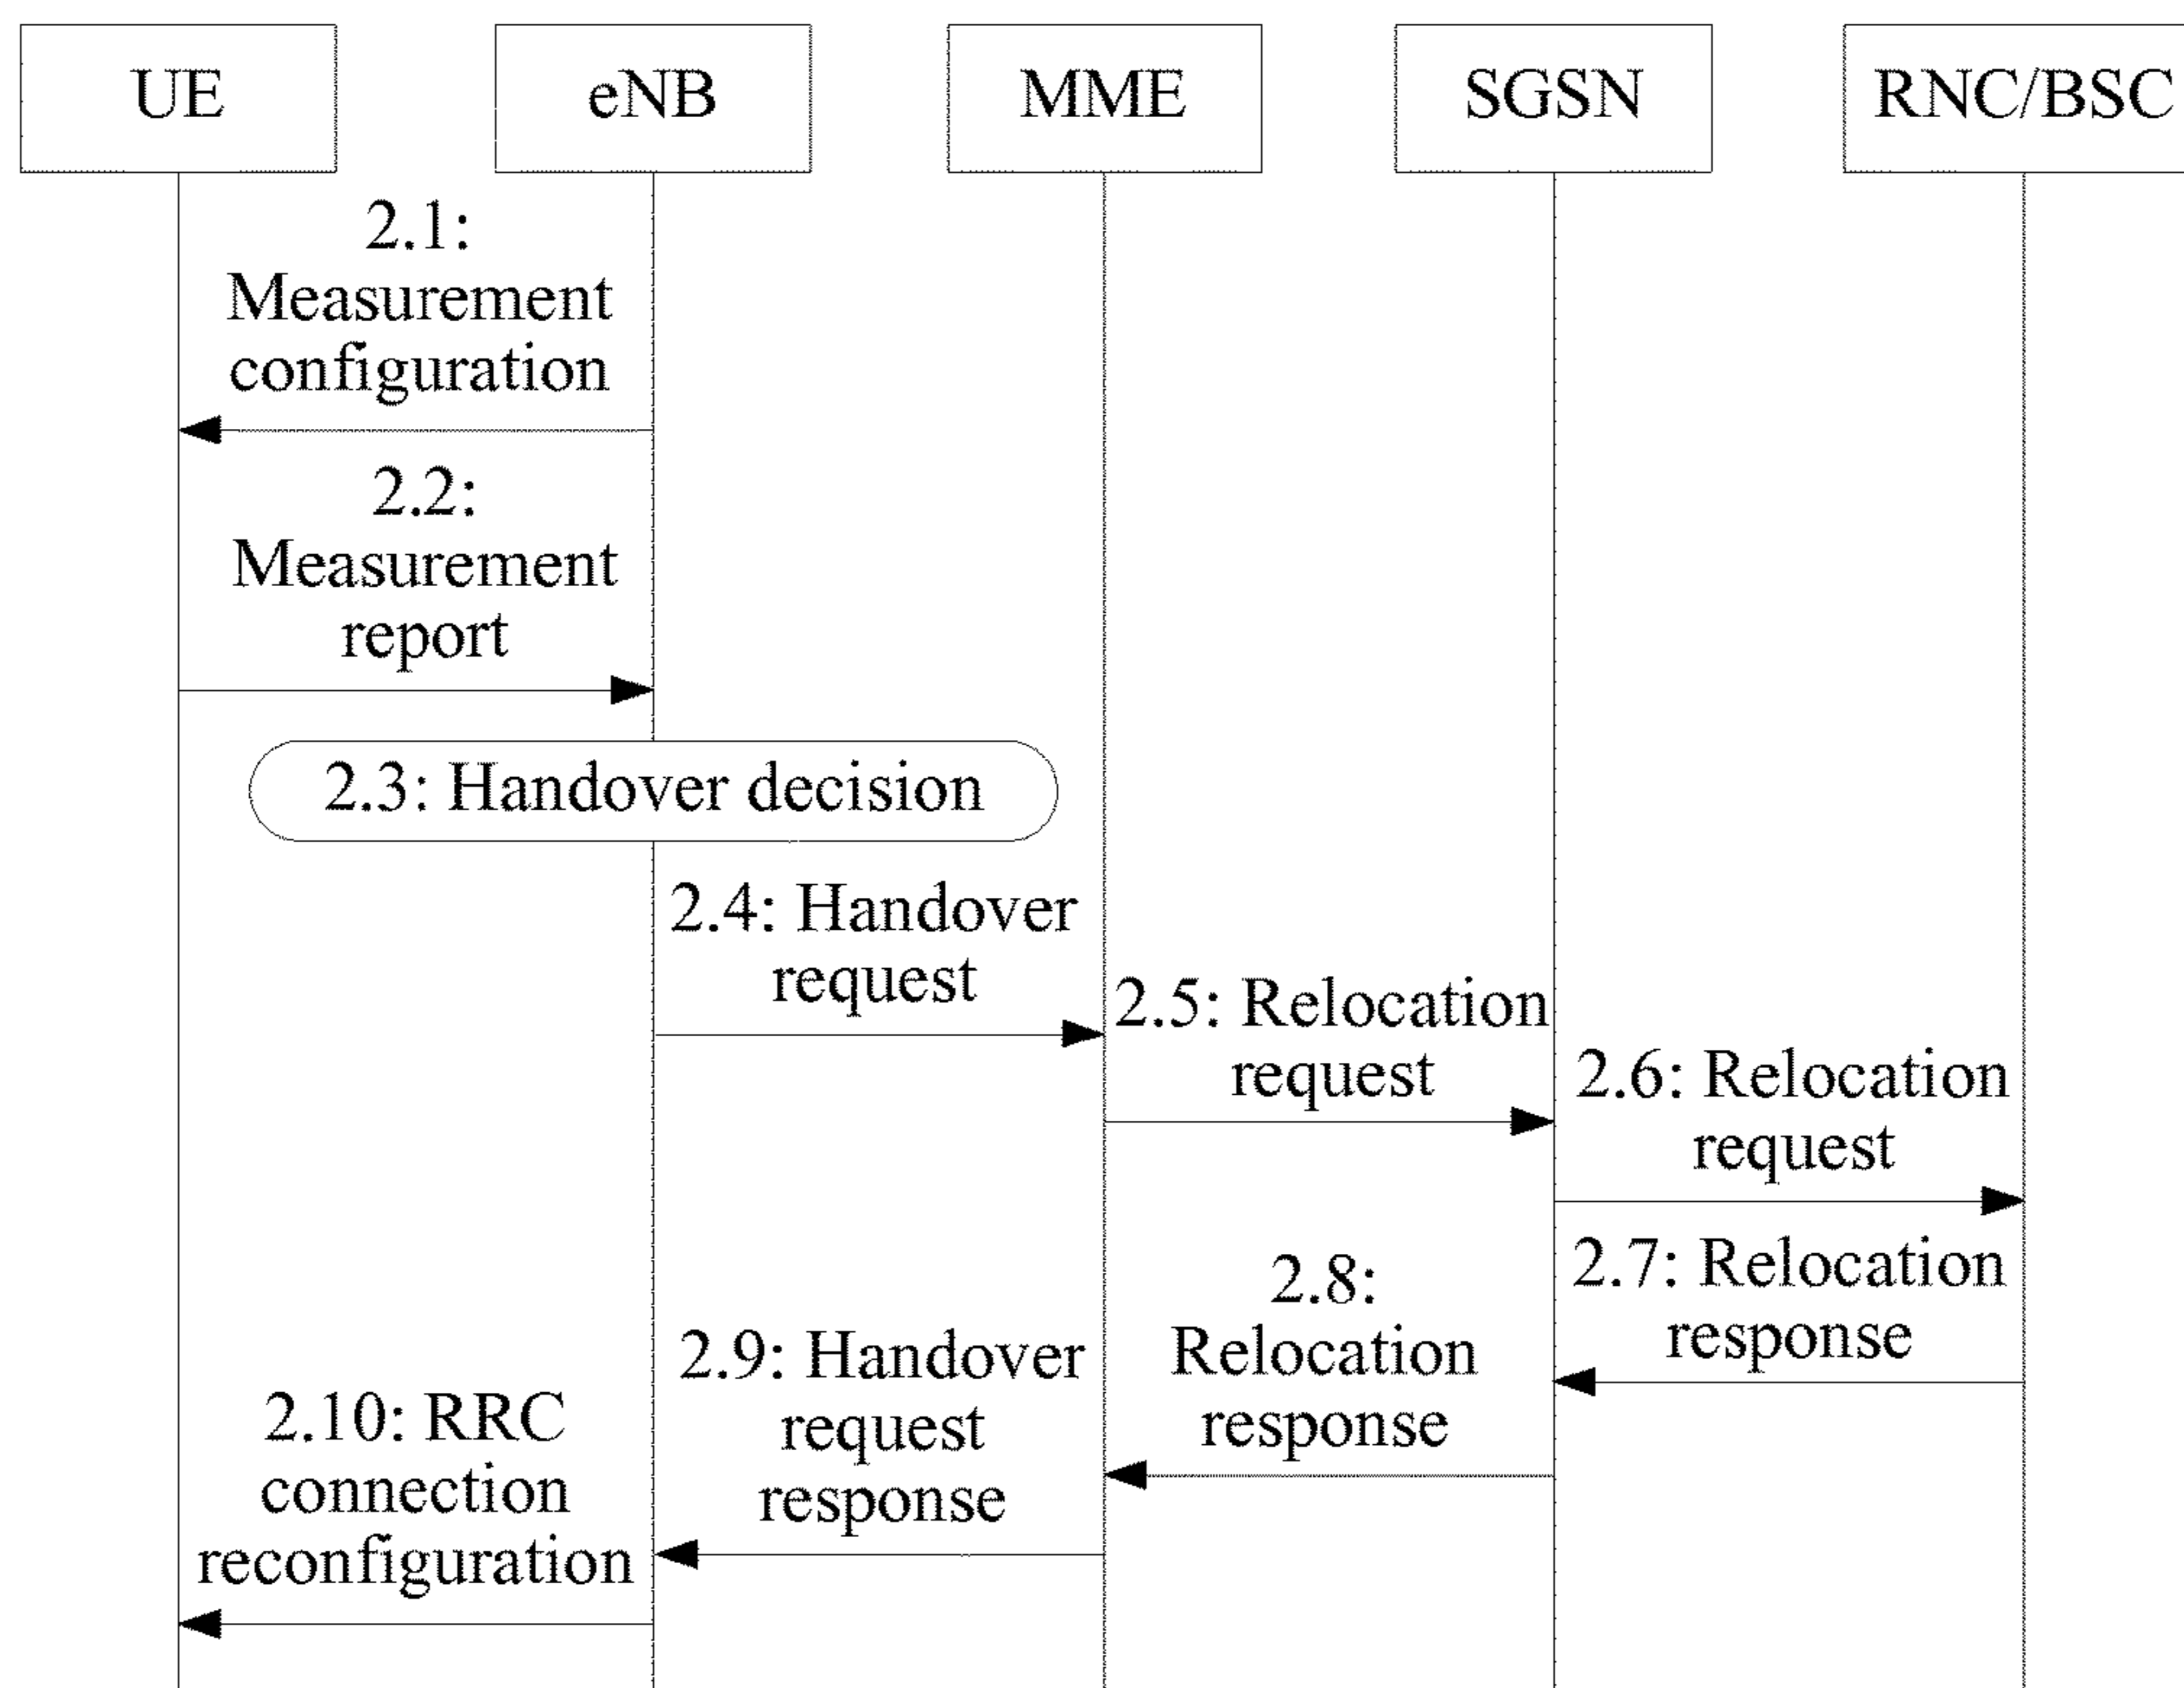 UE
eNB
MME
SGSN
RNC/BSC
2.1:
Measurement
configuration
2.2:
Measurement
report
2.3: Handover decision
2.4: Handover
request
2.5: Relocation
request
2.6: Relocation
request
2.7: Relocation
response
2.8:
Relocation
response
2.9: Handover
request
response
2.10: RRC
connection
reconfiguration